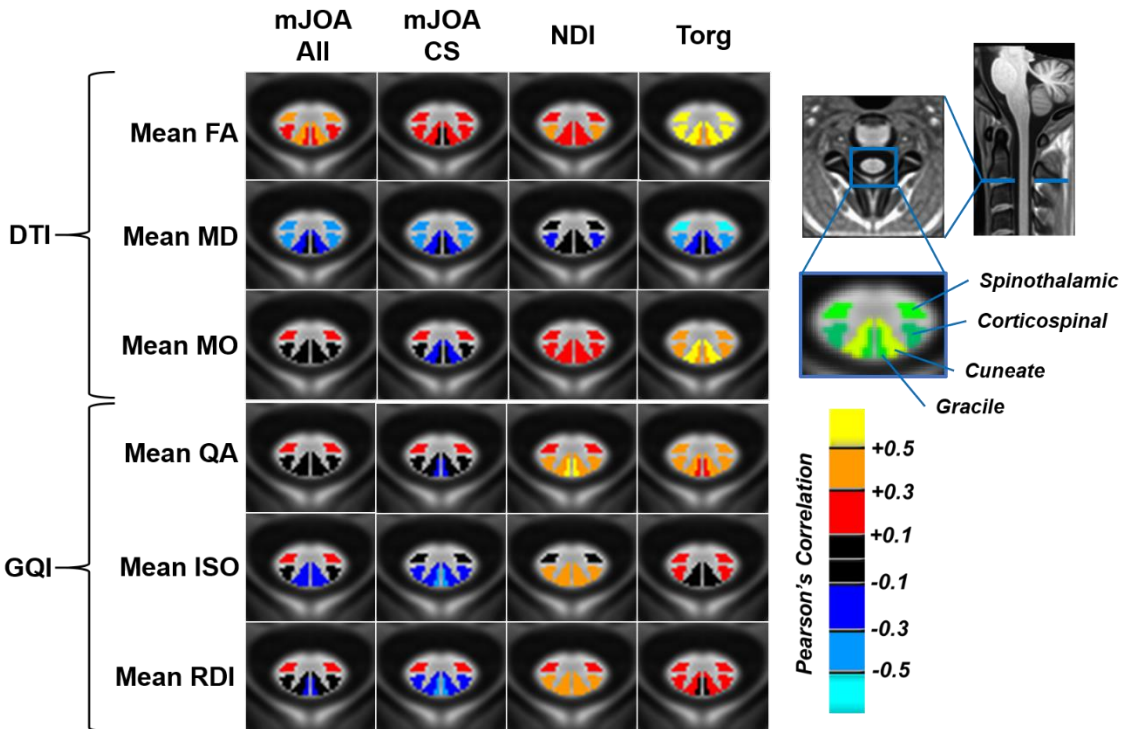 mJOA
All
mJOA
CS
NDI
Torg
DTI
Mean FA
Mean MD
Mean MO
GQI
Mean QA
Mean ISO
Mean RDI
Spinothalamic
Corticospinal
Cuneate
Gracile
Pearson's Correlation
+0.5
+0.3
+0.1
-0.1
-0.3
-0.5